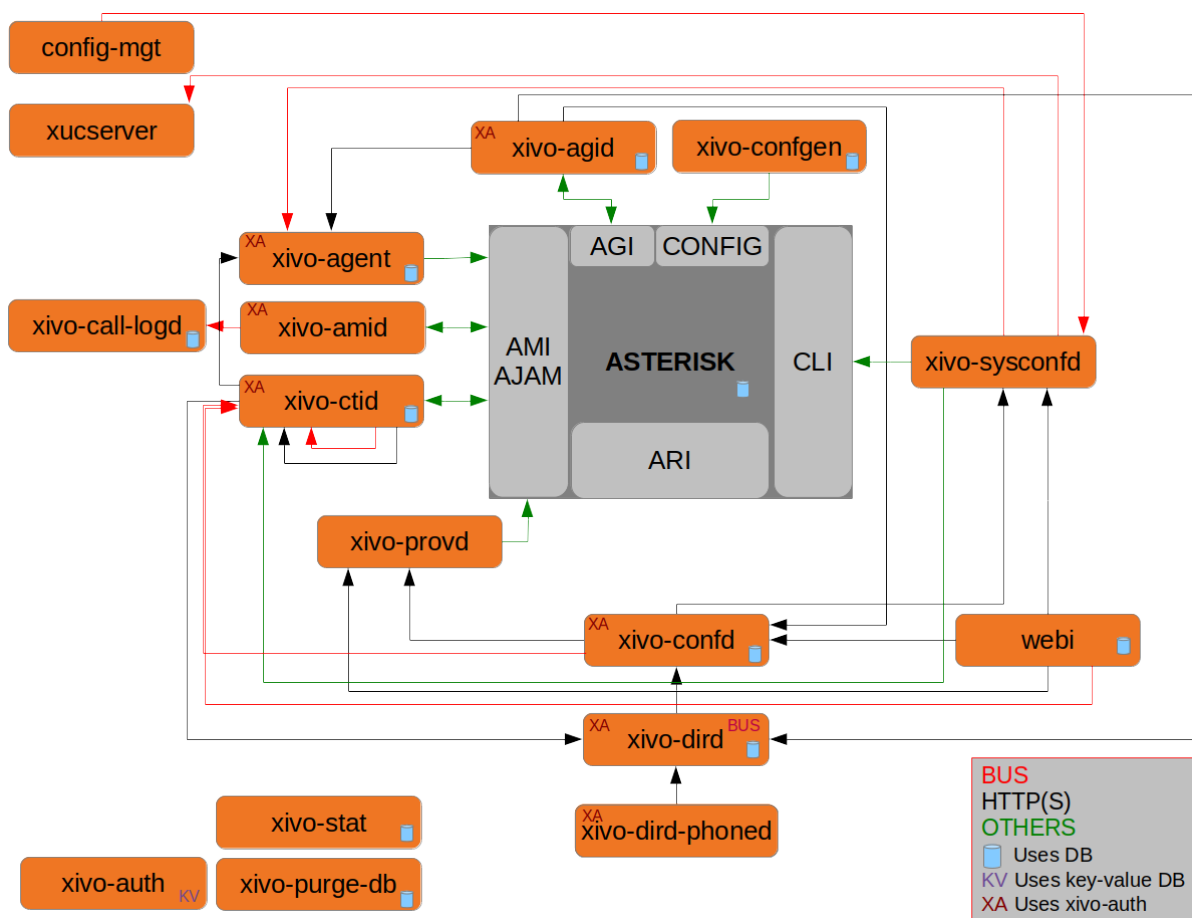 config-mgt
xucserver
XA
xivo-agid
xivo-confgen
AGI
CONFIG
XA
xivo-agent
xivo-call-logd
XA
xivo-amid
AMI
AJAM
ASTERISK
CLI
xivo-sysconfd
XA
xivo-ctid
ARI
xivo-provd
XA
xivo-confd
webi
XA
BUS
xivo-dird
XA
xivo-dird-phoned
xivo-stat
xivo-auth
KV
xivo-purge-db
BUS
HTTP(S)
OTHERS
Uses DB
KV Uses key-value DB
XA Uses xivo-auth